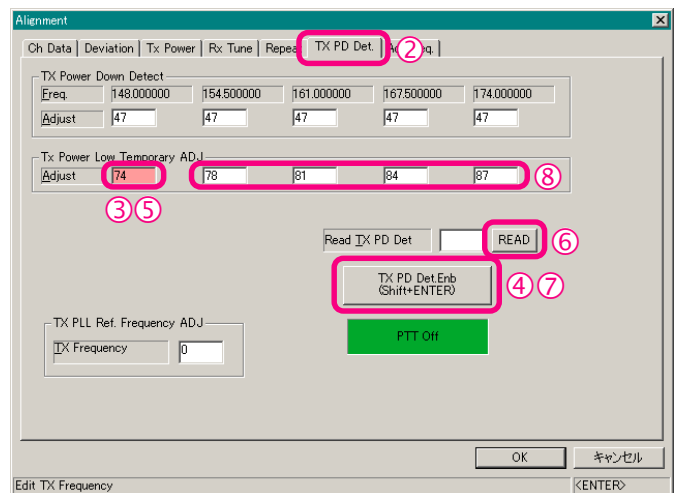 Alignment
Ch Data Deviation Tx Power Rx Tune Repea TX PD Det. ②
TX Power Down Detect
Freq. 148.000000 154.500000 161.000000 167.500000 174.000000
Adjust 47 47 47 47 47
Tx Power Low Temporary ADJ
Adjust 74 78 81 84 87 ⑧
③⑤
Read TX PD Det READ ⑥
TX PD Det.Enb
(Shift+ENTER) ④⑦
TX PLL Ref. Frequency ADJ
TX Frequency 0
PTT Off
OK キャンセル
Edit TX Frequency <ENTER>